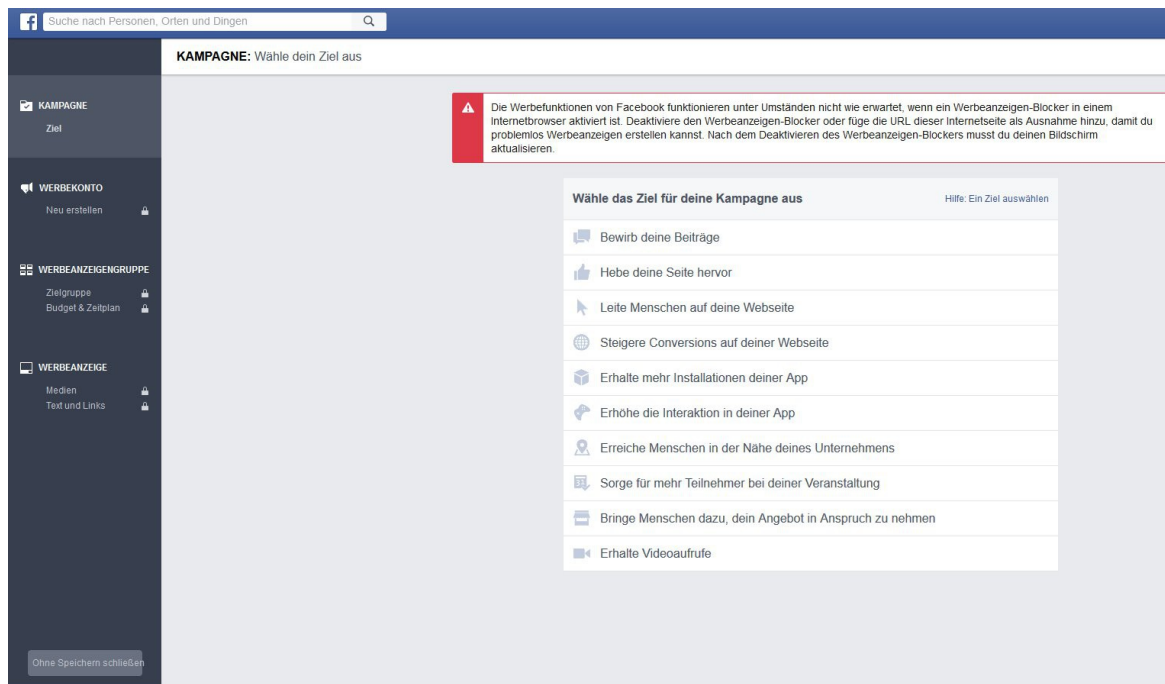 Suche nach Personen, Orten und Dingen
KAMPAGNE: Wähle dein Ziel aus
KAMPAGNE
Ziel
WERBEKONTO
Neu erstellen
WERBEANZEIGENGRUPPE
Zielgruppe
Budget & Zeitplan
WERBEANZEIGE
Medien
Text und Links
Ohne Speichern schließen
Die Werbefunktionen von Facebook funktionieren unter Umständen nicht wie erwartet, wenn ein Werbeanzeigen-Blocker in einem
Internetbrowser aktiviert ist. Deaktiviere den Werbeanzeigen-Blocker oder füge die URL dieser Internetseite als Ausnahme hinzu, damit du
problemlos Werbeanzeigen erstellen kannst. Nach dem Deaktivieren des Werbeanzeigen-Blockers musst du deinen Bildschirm
aktualisieren.
Wähle das Ziel für deine Kampagne aus
Hilfe: Ein Ziel auswählen
Bewirb deine Beiträge
Hebe deine Seite hervor
Leite Menschen auf deine Webseite
Steigere Conversions auf deiner Webseite
Erhalte mehr Installationen deiner App
Erhöhe die Interaktion in deiner App
Erreiche Menschen in der Nähe deines Unternehmens
Sorge für mehr Teilnehmer bei deiner Veranstaltung
Bringe Menschen dazu, dein Angebot in Anspruch zu nehmen
Erhalte Videoaufrufe